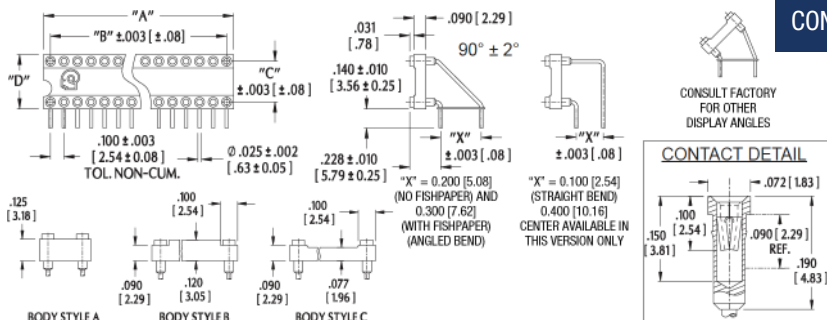 "A"
"B" ±.003 [±.08]
"D"
"C"
±.003 [±.08]
.100 ±.003
[2.54 ±0.08]
TOL. NON-CUM.
Ø.025 ±.002
[.63 ±0.05]
.031
[.78]
.090 [2.29]
90° ± 2°
.140 ±.010
[3.56 ±0.25]
.228 ±.010
[5.79 ±0.25]
"X"
±.003 [.08]
"X" = 0.200 [5.08]
(NO FISHPAPER) AND
0.300 [7.62]
(WITH FISHPAPER)
(ANGLED BEND)
"X"
±.003 [.08]
"X" = 0.100 [2.54]
(STRAIGHT BEND)
0.400 [10.16]
CENTER AVAILABLE IN
THIS VERSION ONLY
CON
CONSULT FACTORY
FOR OTHER
DISPLAY ANGLES
CONTACT DETAIL
.072 [1.83]
.100
[2.54]
.150
[3.81]
.090 [2.29]
REF.
.190
[4.83]
.125
[3.18]
BODY STYLE A
.100
[2.54]
.090
[2.29]
.120
[3.05]
BODY STYLE B
.100
[2.54]
.090
[2.29]
.077
[1.96]
BODY STYLE C